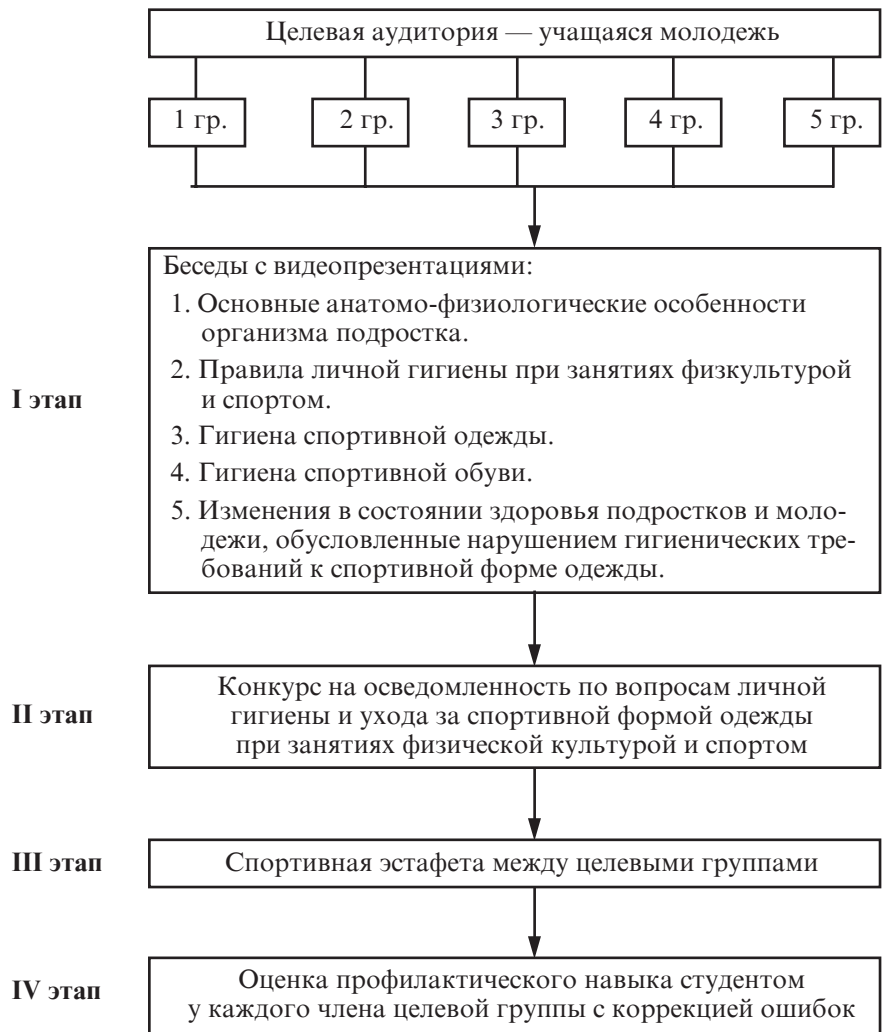 Целевая аудитория — учащаяся молодежь
1 гр.
2 гр.
3 гр.
4 гр.
5 гр.
I этап
Беседы с видеопрезентациями:
1. Основные анатомо-физиологические особенности
организма подростка.
2. Правила личной гигиены при занятиях физкультурой
и спортом.
3. Гигиена спортивной одежды.
4. Гигиена спортивной обуви.
5. Изменения в состоянии здоровья подростков и моло-
дежи, обусловленные нарушением гигиенических тре-
бований к спортивной форме одежды.
II этап
Конкурс на осведомленность по вопросам личной
гигиены и ухода за спортивной формой одежды
при занятиях физической культурой и спортом
III этап
Спортивная эстафета между целевыми группами
IV этап
Оценка профилактического навыка студентом
у каждого члена целевой группы с коррекцией ошибок